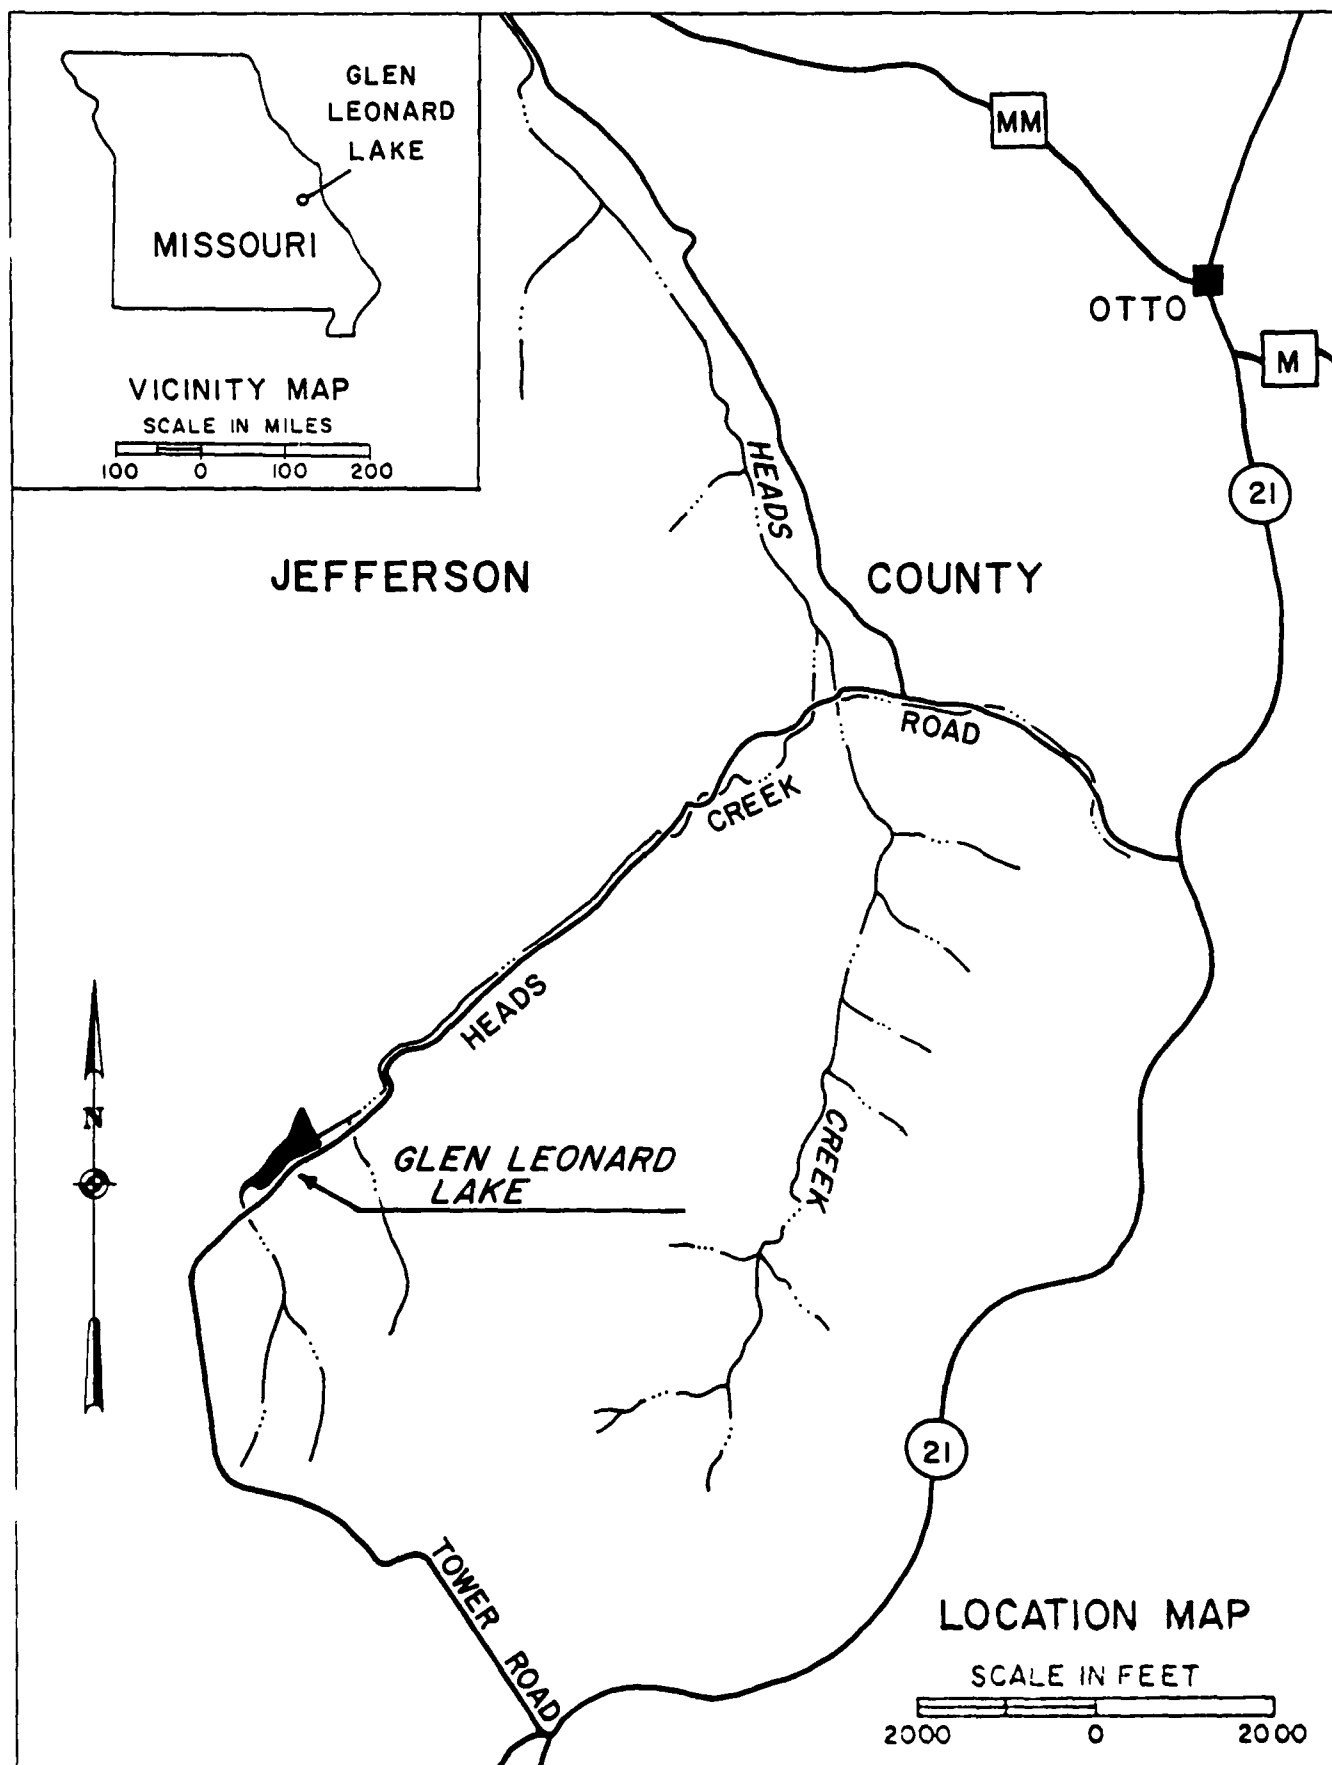 GLEN
LEONARD
LAKE
MISSOURI
VICINITY MAP
SCALE IN MILES
100 0 100 200
MM
OTTO
M
21
HEADS
JEFFERSON COUNTY
ROAD
CREEK
HEADS
N
GLEN LEONARD
LAKE
CREEK
21
TOWER ROAD
LOCATION MAP
SCALE IN FEET
2000 0 2000